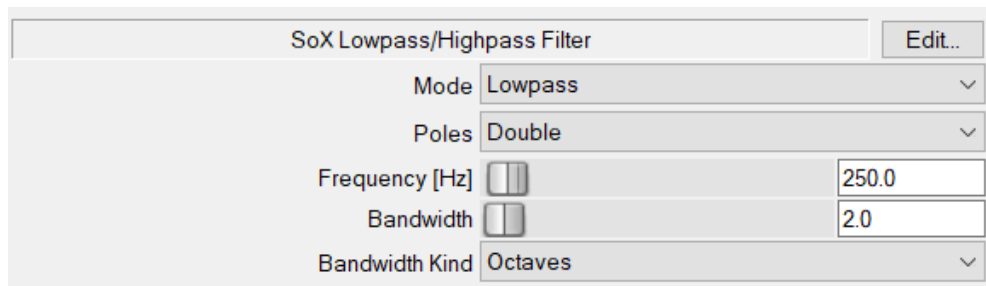 SoX Lowpass/Highpass Filter Edit...
Mode Lowpass
Poles Double
Frequency [Hz] 250.0
Bandwidth 2.0
Bandwidth Kind Octaves